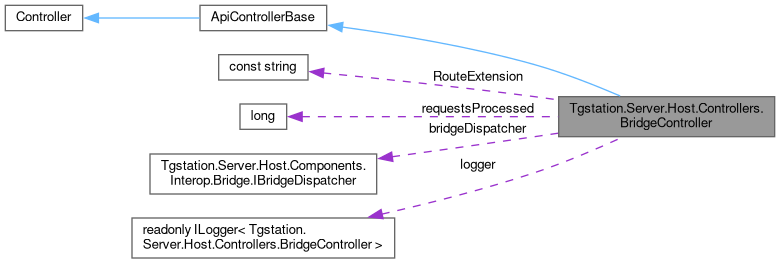 Controller
ApiControllerBase
const string
RouteExtension
long
requestsProcessed
Tgstation.Server.Host.Controllers.
BridgeController
bridgeDispatcher
Tgstation.Server.Host.Components.
Interop.Bridge.IBridgeDispatcher
logger
readonly ILogger< Tgstation.
Server.Host.Controllers.BridgeController >